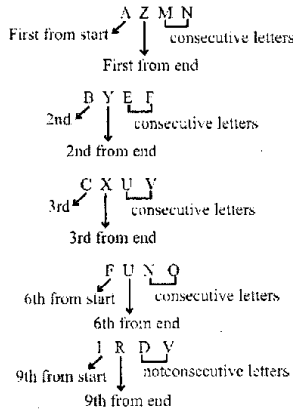 A Z M N
First from start
consecutive letters
First from end
B Y E F
2nd
consecutive letters
2nd from end
C X U V
3rd
consecutive letters
3rd from end
F U N O
6th from start
consecutive letters
6th from end
I R D V
9th from start
notconsecutive letters
9th from end